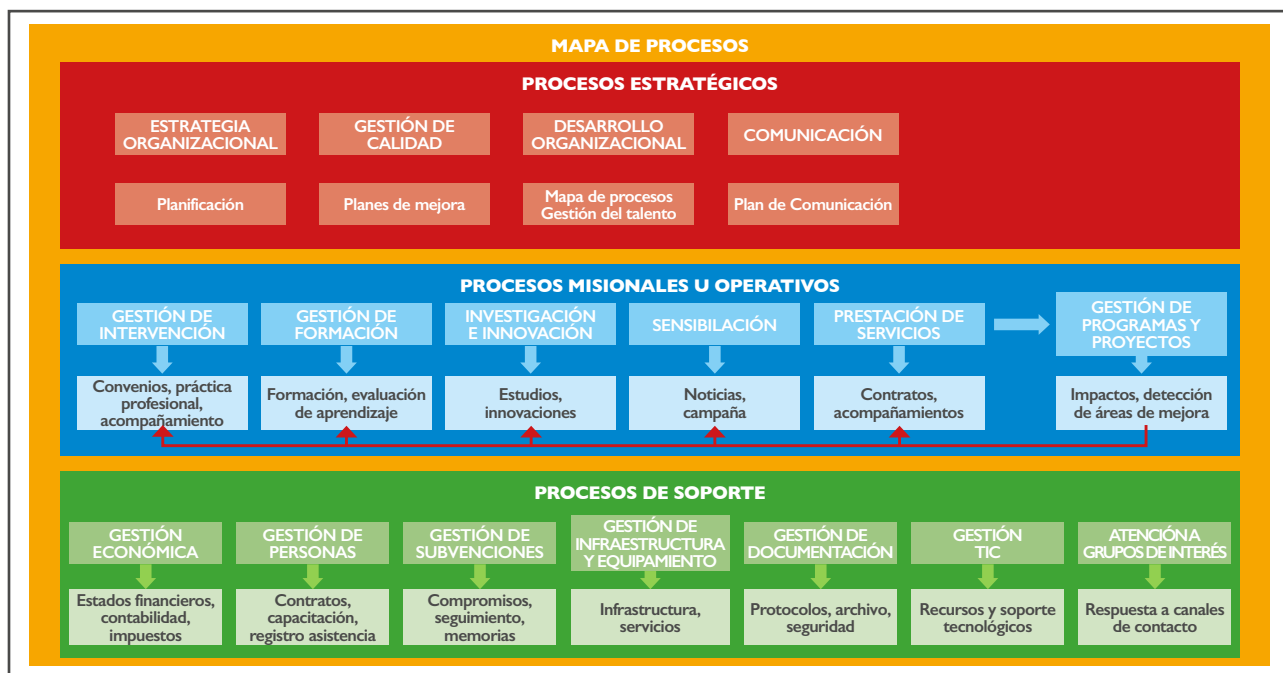 MAPA DE PROCESOS
PROCESOS ESTRATÉGICOS
ESTRATEGIA
ORGANIZACIONAL
GESTIÓN DE
CALIDAD
DESARROLLO
ORGANIZACIONAL
COMUNICACIÓN
Planificación
Planes de mejora
Mapa de procesos
Gestión del talento
Plan de Comunicación
PROCESOS MISIONALES U OPERATIVOS
GESTIÓN DE
INTERVENCIÓN
GESTIÓN DE
FORMACIÓN
INVESTIGACIÓN
E INNOVACIÓN
SENSIBILACIÓN
PRESTACIÓN DE
SERVICIOS
GESTIÓN DE
PROGRAMAS Y
PROYECTOS
Convenios, práctica
profesional,
acompañamiento
Formación, evaluación
de aprendizaje
Estudios,
innovaciones
Noticias,
campaña
Contratos,
acompañamientos
Impactos, detección
de áreas de mejora
PROCESOS DE SOPORTE
GESTIÓN
ECONÓMICA
GESTIÓN DE
PERSONAS
GESTIÓN DE
SUBVENCIONES
GESTIÓN DE
INFRAESTRUCTURA
Y EQUIPAMIENTO
GESTIÓN DE
DOCUMENTACIÓN
GESTIÓN
TIC
ATENCIÓN A
GRUPOS DE INTERÉS
Estados financieros,
contabilidad,
impuestos
Contratos,
capacitación,
registro asistencia
Compromisos,
seguimiento,
memorias
Infrastructura,
servicios
Protocolos, archivo,
seguridad
Recursos y soporte
tecnológicos
Respuesta a canales
de contacto